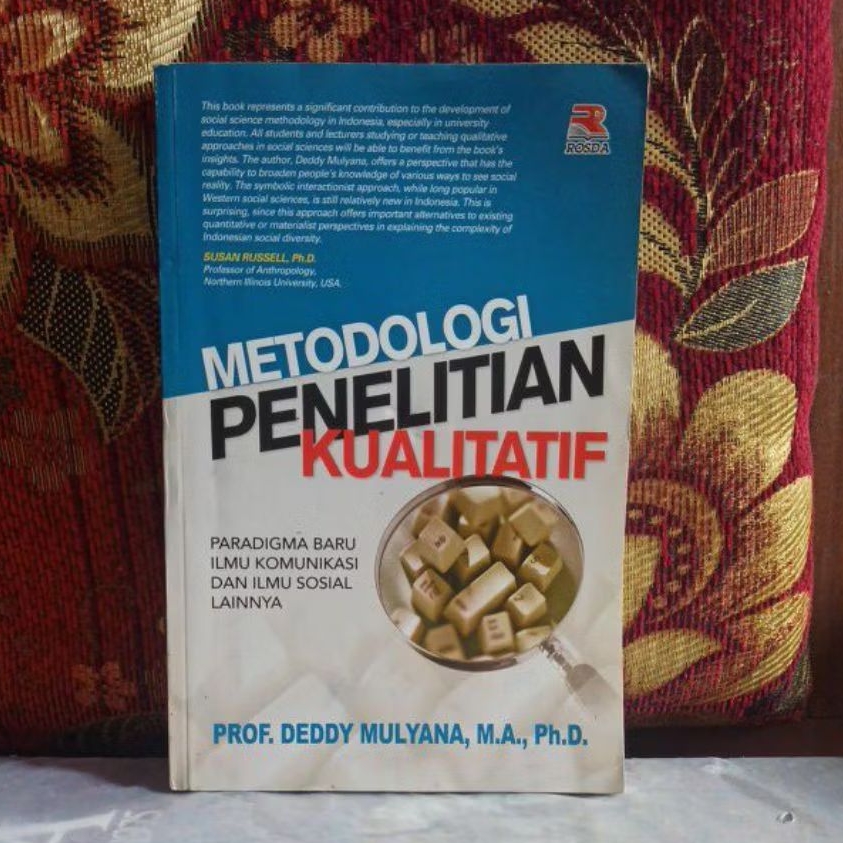 This book represents a significant contribution to the development of
social science methodology in Indonesia, especially in university
education. All students and lecturers studying or teaching qualitative
approaches in social sciences will be able to benefit from the book's
insights. The author, Deddy Mulyana, offers a perspective that has the
capability to broaden people's knowledge of various ways to see social
reality. The symbolic interactionist approach, while long popular in
Western social sciences, is still relatively new in Indonesia. This is
surprising, since this approach offers important alternatives to existing
quantitative or materialist perspectives in explaining the complexity of
Indonesian social diversity.
SUSAN RUSSELL, Ph.D.
Professor of Anthropology,
Northern Illinois University, USA.
ROSDA
METODOLOGI
PENELITIAN
KUALITATIF
PARADIGMA BARU
ILMU KOMUNIKASI
DAN ILMU SOSIAL
LAINNYA
PROF. DEDDY MULYANA, M.A., Ph.D.